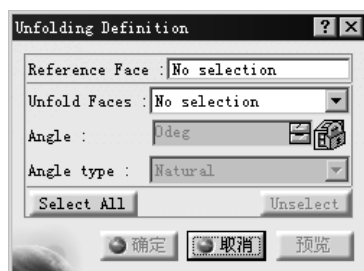 Unfolding Definition
Reference Face : No selection
Unfold Faces : No selection
Angle : 0deg
Angle type : Natural
Select All Unselect
确定 取消 预览